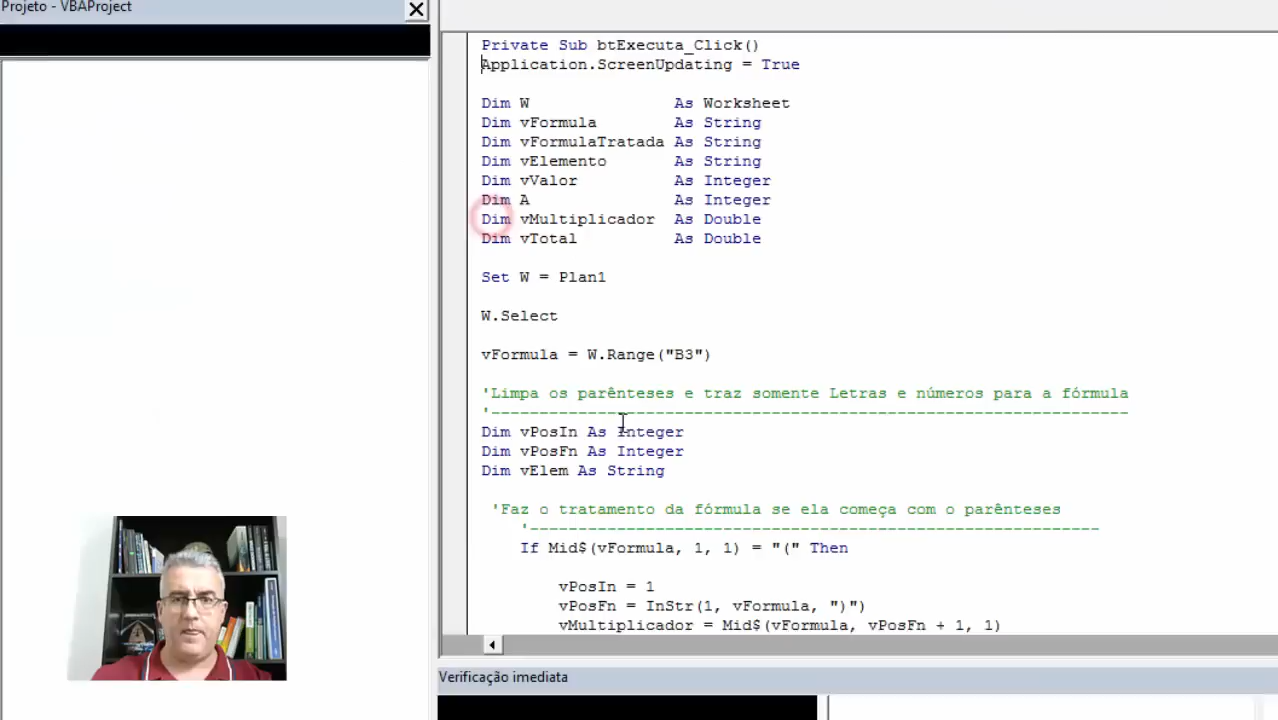 Projeto - VBAProject
Private Sub btExecuta_Click()
Application.ScreenUpdating = True
Dim W As Worksheet
Dim vFormula As String
Dim vFormulaTratada As String
Dim vElemento As String
Dim vValor As Integer
Dim A As Integer
Dim vMultiplicador As Double
Dim vTotal As Double
Set W = Plan1
W.Select
vFormula = W.Range("B3")
'Limpa os parênteses e traz somente Letras e números para a fórmula
'------------------------------------------------------------------
Dim vPosIn As Integer
Dim vPosFn As Integer
Dim vElem As String
'Faz o tratamento da fórmula se ela começa com o parênteses
'-----------------------------------------------------------
If Mid$(vFormula, 1, 1) = "(" Then
vPosIn = 1
vPosFn = InStr(1, vFormula, ")")
vMultiplicador = Mid$(vFormula, vPosFn + 1, 1)
Verificação imediata